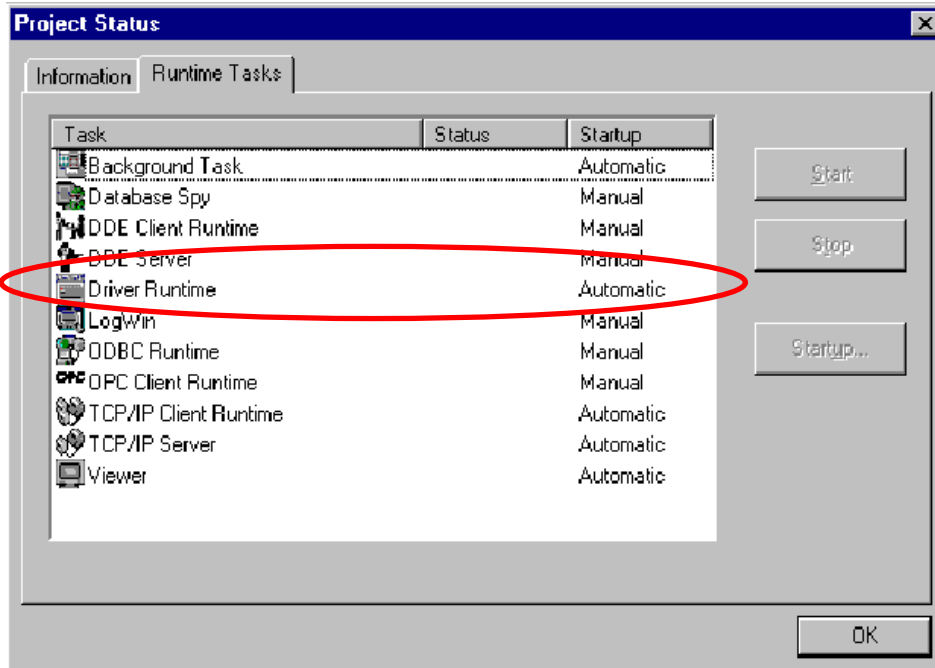 Project Status
Information Runtime Tasks
Task Status Startup
Background Task Automatic
Start
Database Spy Manual
DDE Client Runtime Manual
Stop
DDE Server Manual
Driver Runtime Automatic
LogWin Manual
ODBC Runtime Manual
Startup...
OPC OPC Client Runtime Manual
TCP/IP Client Runtime Automatic
TCP/IP Server Automatic
Viewer Automatic
OK